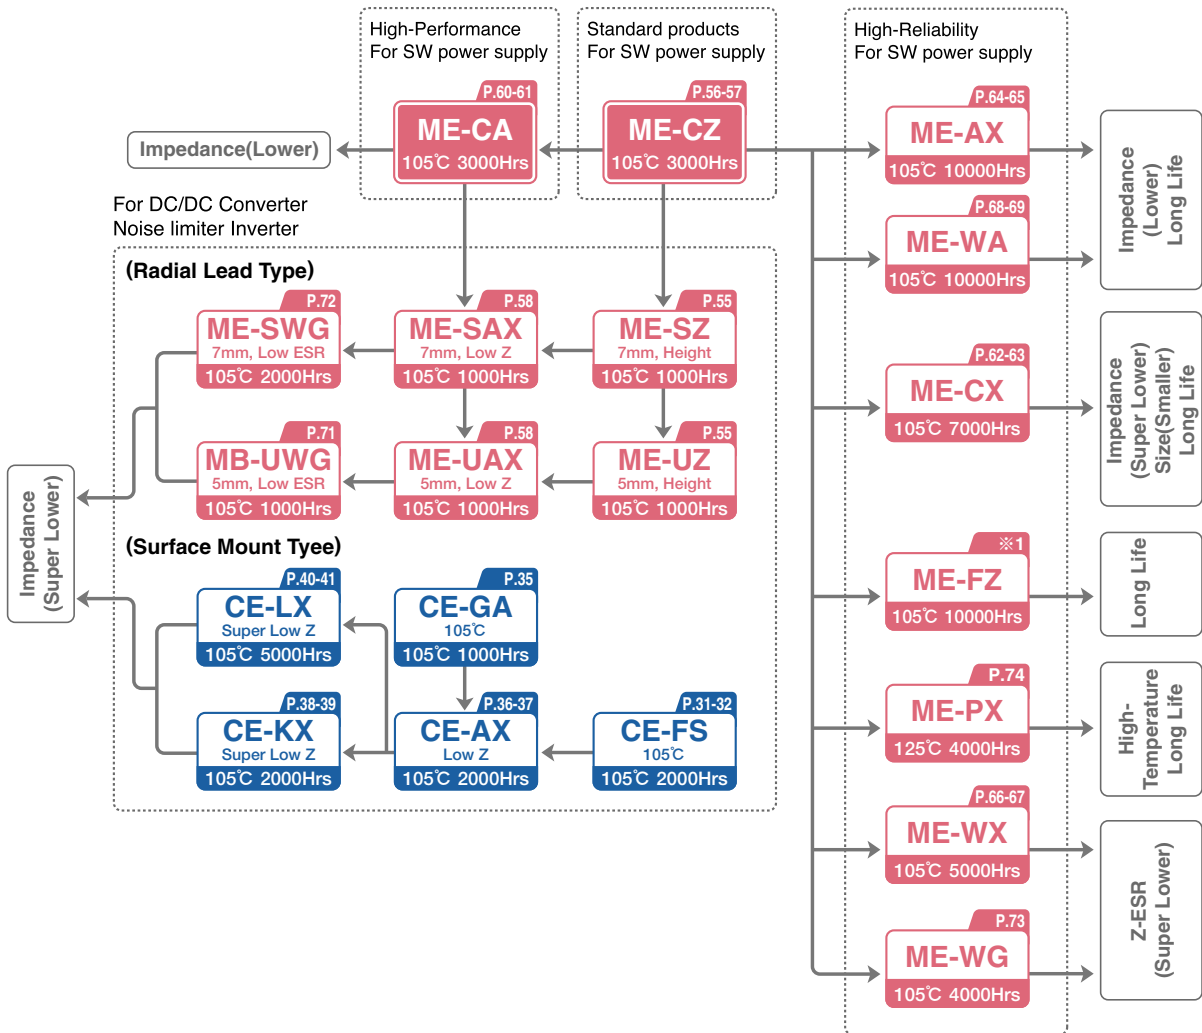 High-Performance
For SW power supply
Standard products
For SW power supply
High-Reliability
For SW power supply
P.60-61
ME-CA
105℃ 3000Hrs
P.56-57
ME-CZ
105℃ 3000Hrs
P.64-65
ME-AX
105℃ 10000Hrs
Impedance(Lower)
Impedance
(Lower)
Long Life
For DC/DC Converter
Noise limiter Inverter
P.68-69
ME-WA
105℃ 10000Hrs
(Radial Lead Type)
P.72
ME-SWG
7mm, Low ESR
105℃ 2000Hrs
P.58
ME-SAX
7mm, Low Z
105℃ 1000Hrs
P.55
ME-SZ
7mm, Height
105℃ 1000Hrs
P.62-63
ME-CX
105℃ 7000Hrs
Impedance
(Super Lower)
Size(Smaller)
Long Life
P.71
MB-UWG
5mm, Low ESR
105℃ 1000Hrs
P.58
ME-UAX
5mm, Low Z
105℃ 1000Hrs
P.55
ME-UZ
5mm, Height
105℃ 1000Hrs
Impedance
(Super Lower)
(Surface Mount Tyee)
※1
ME-FZ
105℃ 10000Hrs
Long Life
P.40-41
CE-LX
Super Low Z
105℃ 5000Hrs
P.35
CE-GA
105℃
105℃ 1000Hrs
P.74
ME-PX
125℃ 4000Hrs
High-
Temperature
Long Life
P.38-39
CE-KX
Super Low Z
105℃ 2000Hrs
P.36-37
CE-AX
Low Z
105℃ 2000Hrs
P.31-32
CE-FS
105℃
105℃ 2000Hrs
P.66-67
ME-WX
105℃ 5000Hrs
Z-ESR
(Super Lower)
P.73
ME-WG
105℃ 4000Hrs